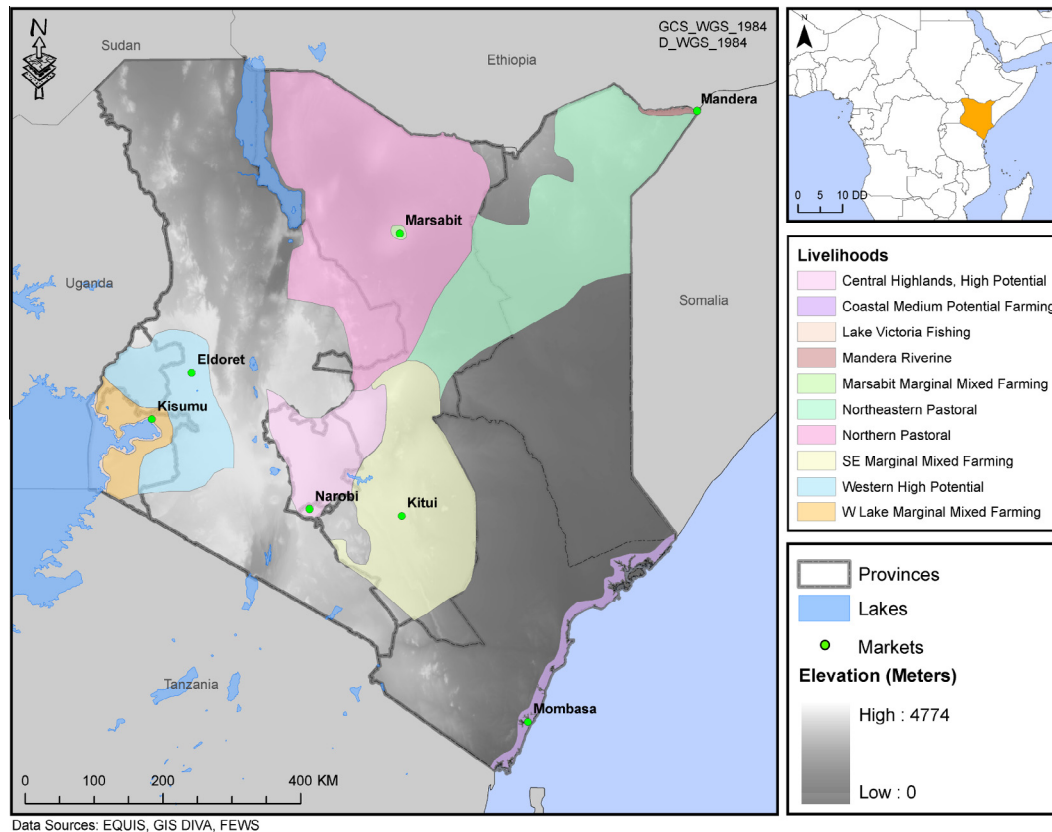 N
GCS_WGS_1984
D_WGS_1984
Sudan
Ethiopia
Mandera
Marsabit
Uganda
Somalia
Eldoret
Kisumu
Narobi
Kitui
Tanzania
Mombasa
0 100 200 400 KM
Data Sources: EQUIS, GIS DIVA, FEWS
N
0 5 10 DD
Livelihoods
Central Highlands, High Potential
Coastal Medium Potential Farming
Lake Victoria Fishing
Mandera Riverine
Marsabit Marginal Mixed Farming
Northeastern Pastoral
Northern Pastoral
SE Marginal Mixed Farming
Western High Potential
W Lake Marginal Mixed Farming
Provinces
Lakes
Markets
Elevation (Meters)
High : 4774
Low : 0